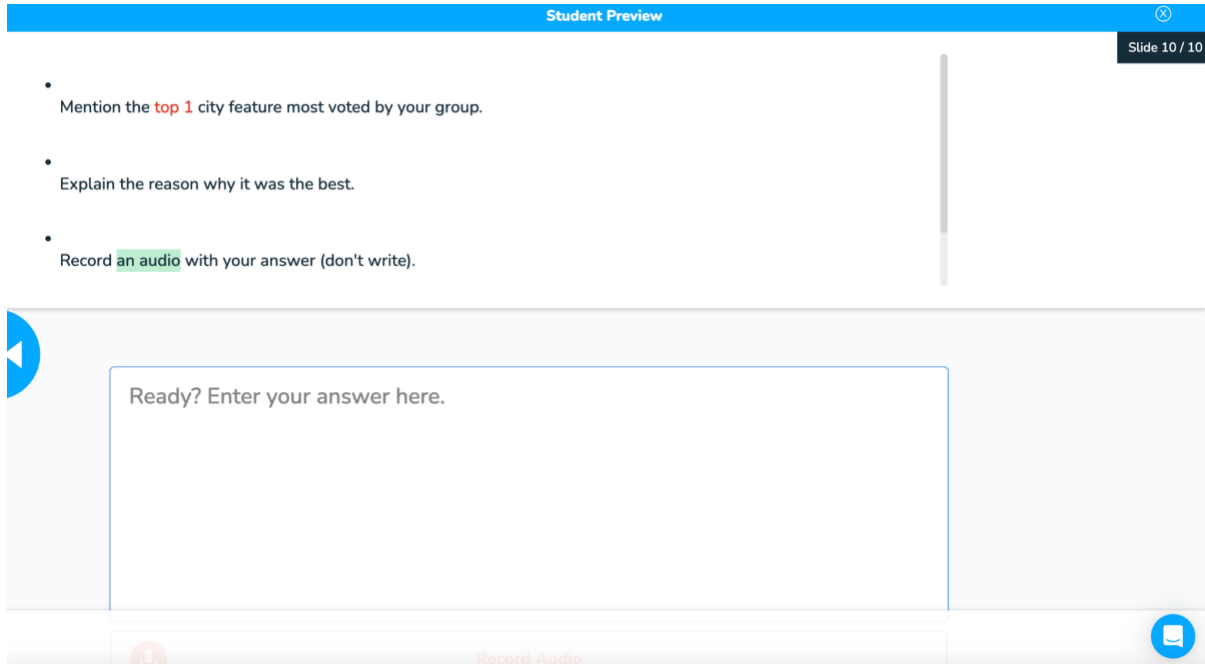 Student Preview
Slide 10 / 10
Mention the top 1 city feature most voted by your group.
Explain the reason why it was the best.
Record an audio with your answer (don't write).
Ready? Enter your answer here.
Record Audio